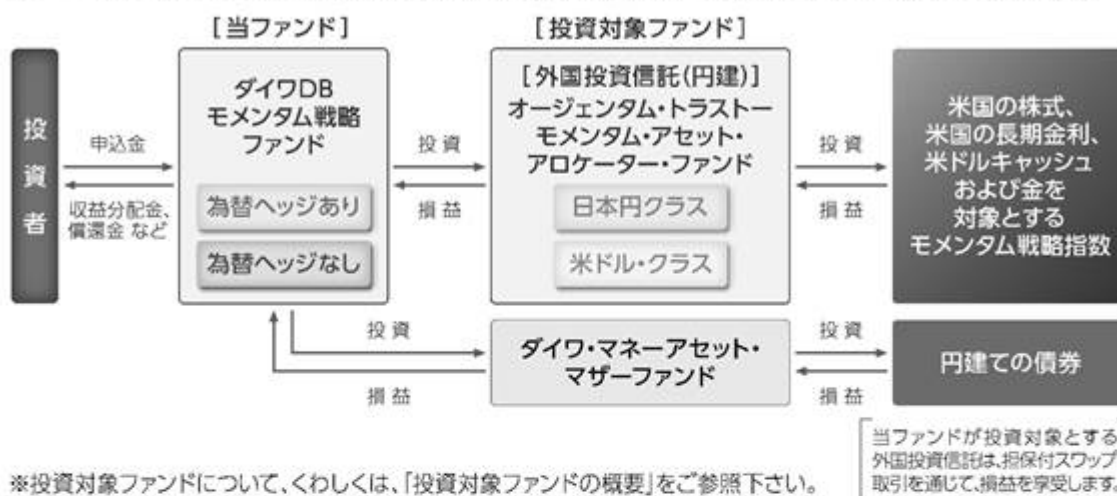 [当ファンド]
[投資対象ファンド]
投資者
申込金
収益分配金、
償還金 など
ダイワDB
モメンタム戦略
ファンド
為替ヘッジあり
為替ヘッジなし
投資
損益
[外国投資信託(円建)]
オージェンタム・トラストー
モメンタム・アセット・
アロケーター・ファンド
日本円クラス
米ドル・クラス
投資
損益
米国の株式、
米国の長期金利、
米ドルキャッシュ
および金を
対象とする
モメンタム戦略指数
投資
損益
ダイワ・マネーアセット・
マザーファンド
投資
損益
円建ての債券
当ファンドが投資対象とする
外国投資信託は、担保付スワップ
取引を通じて、損益を享受します
※投資対象ファンドについて、くわしくは、「投資対象ファンドの概要」をご参照下さい。